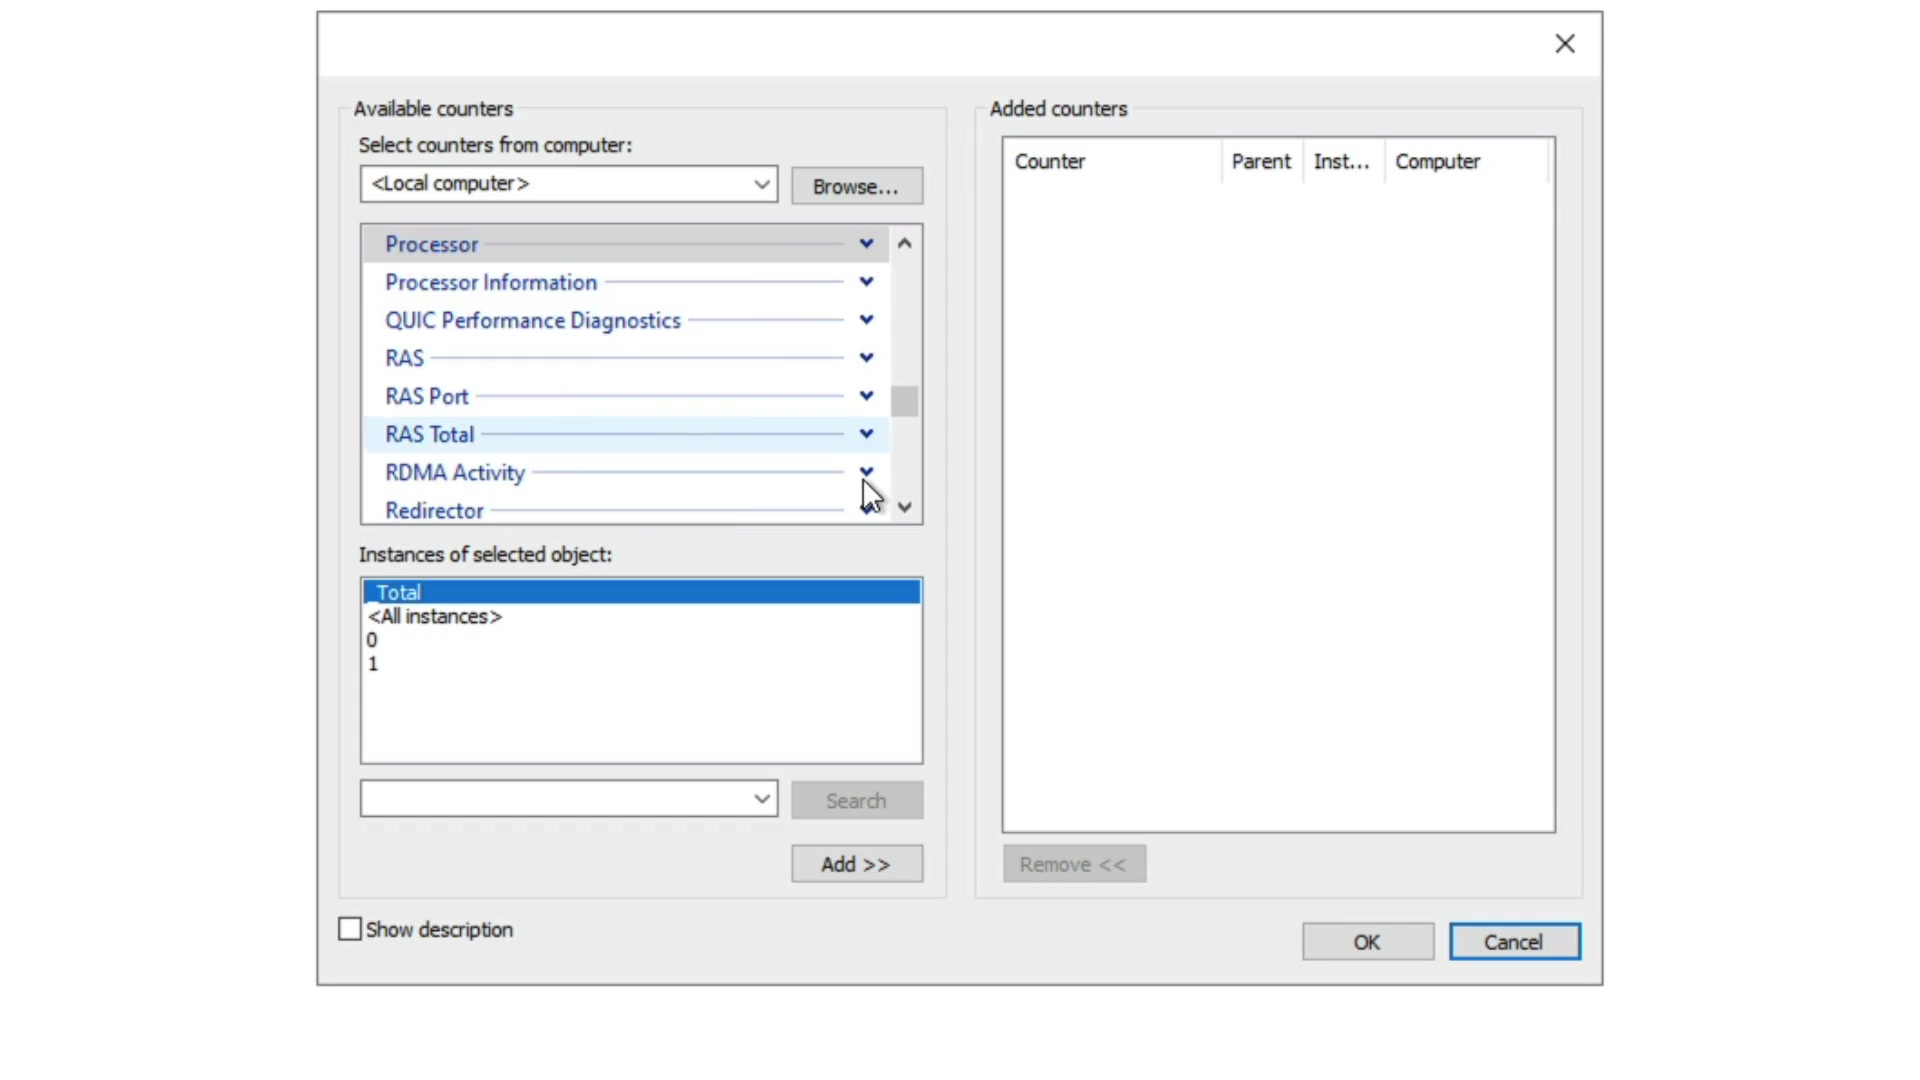 Available counters
Select counters from computer:
<Local computer>
Browse...
Processor
Processor Information
QUIC Performance Diagnostics
RAS
RAS Port
RAS Total
RDMA Activity
Redirector
Instances of selected object:
_Total
<All instances>
0
1
Search
Add >>
Show description
Added counters
Counter Parent Inst... Computer
Remove <<
OK Cancel